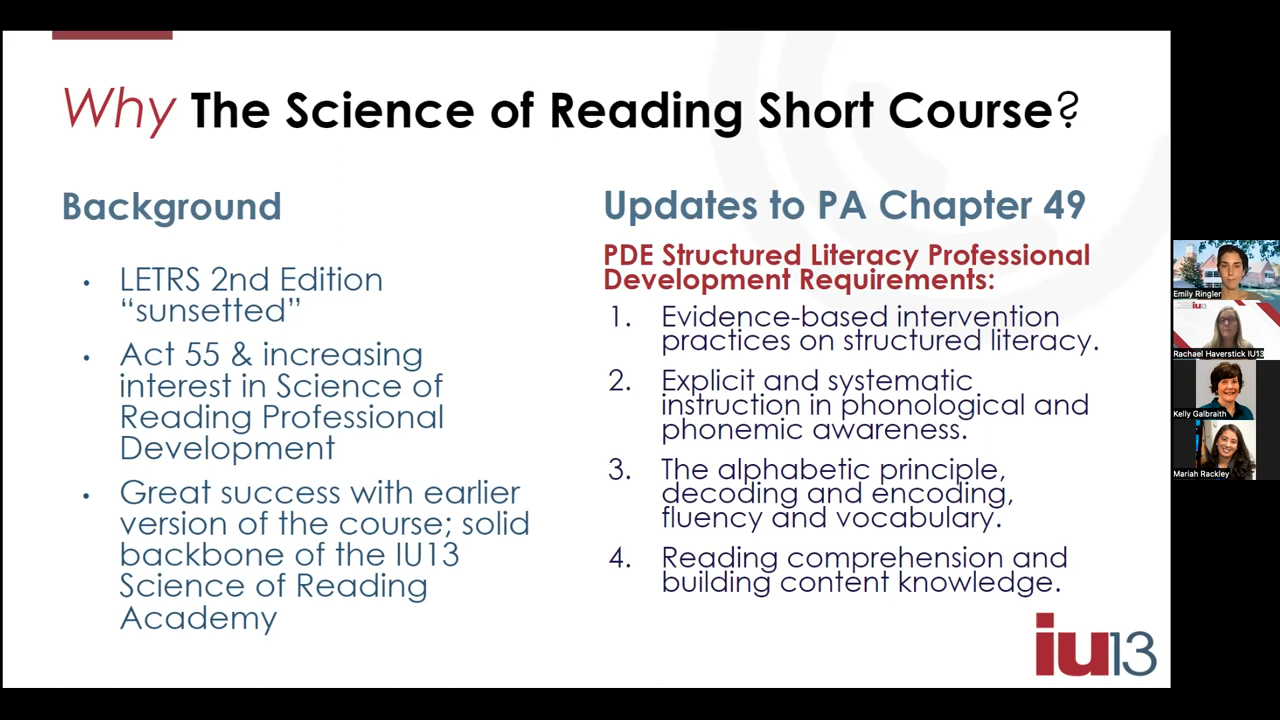 Why The Science of Reading Short Course?
Background
• LETRS 2nd Edition
“sunsetted”
• Act 55 & increasing
interest in Science of
Reading Professional
Development
• Great success with earlier
version of the course; solid
backbone of the IU13
Science of Reading
Academy
Updates to PA Chapter 49
PDE Structured Literacy Professional
Development Requirements:
1. Evidence-based intervention
practices on structured literacy.
2. Explicit and systematic
instruction in phonological and
phonemic awareness.
3. The alphabetic principle,
decoding and encoding,
fluency and vocabulary.
4. Reading comprehension and
building content knowledge.
iu13
Emily Ringler
iu13
Rachael Haverstick IU13
Kelly Galbraith
Mariah Rackley